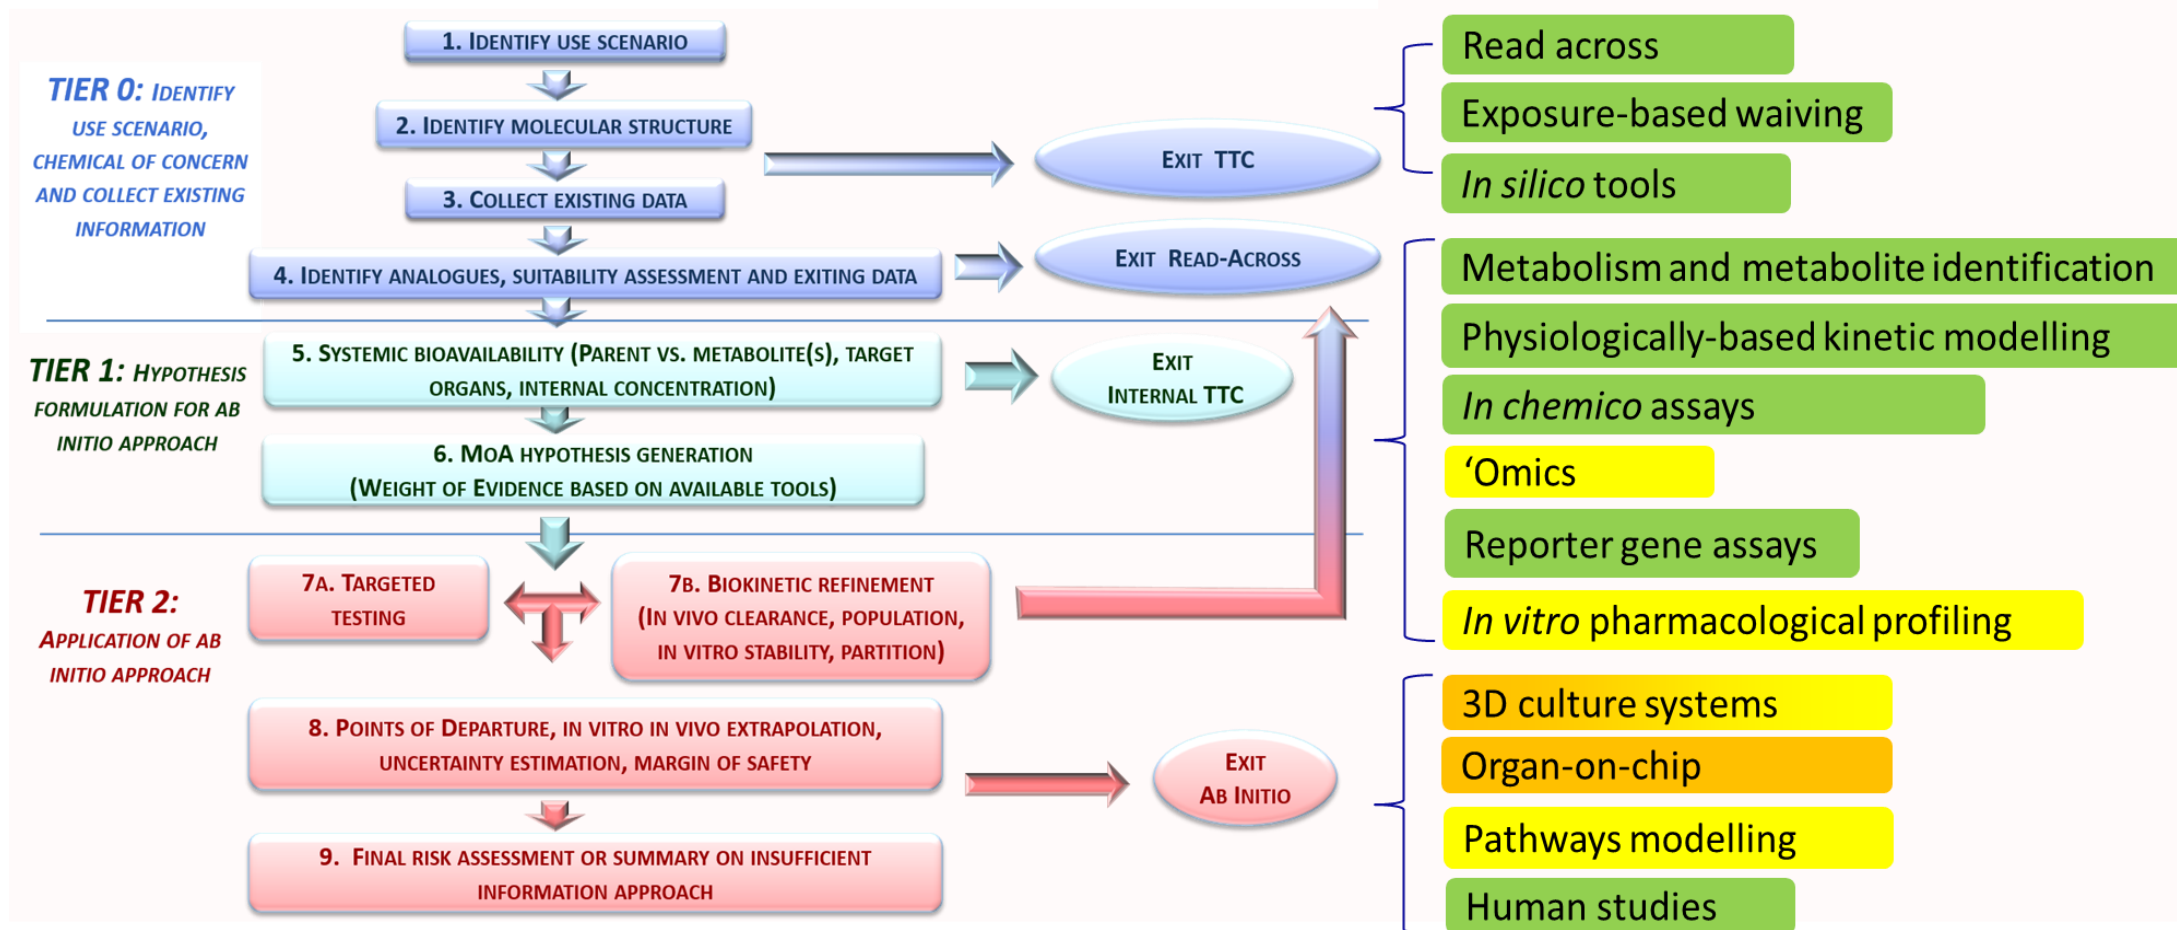 1. Identify use scenario
TIER 0: Identify
use scenario,
chemical of concern
and collect existing
information
2. Identify molecular structure
3. Collect existing data
4. Identify analogues, suitability assessment and exiting data
Exit TTC
Exit Read-Across
TIER 1: Hypothesis
formulation for ab
initio approach
5. Systemic bioavailability (Parent vs. metabolite(s), target
organs, internal concentration)
6. MoA hypothesis generation
(Weight of Evidence based on available tools)
Exit
Internal TTC
TIER 2:
Application of ab
initio approach
7a. Targeted
testing
7b. Biokinetic refinement
(In vivo clearance, population,
in vitro stability, partition)
8. Points of Departure, in vitro in vivo extrapolation,
uncertainty estimation, margin of safety
9. Final risk assessment or summary on insufficient
information approach
Exit
Ab Initio
Read across
Exposure-based waiving
In silico tools
Metabolism and metabolite identification
Physiologically-based kinetic modelling
In chemico assays
‘Omics
Reporter gene assays
In vitro pharmacological profiling
3D culture systems
Organ-on-chip
Pathways modelling
Human studies